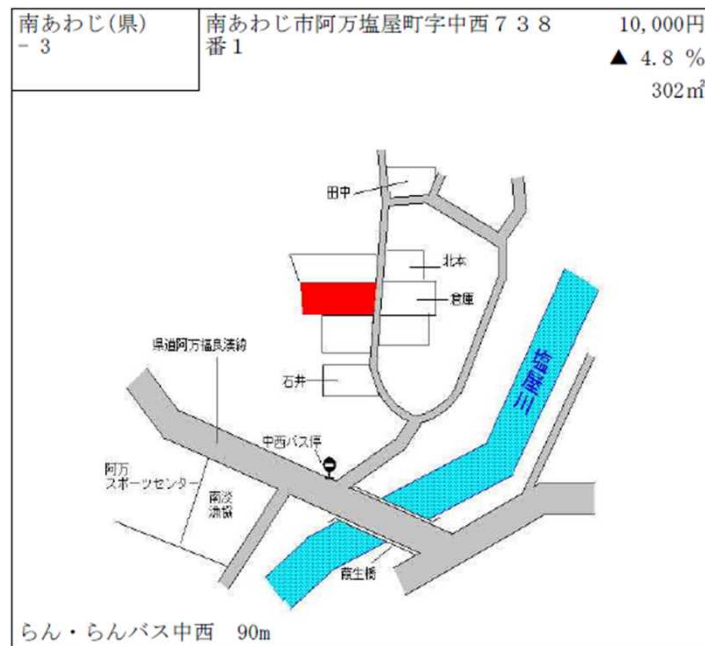 南あわじ(県)
- 3
南あわじ市阿万塩屋町字中西７３８
番１
10,000円
▲ 4.8 %
302㎡
田中
北本
倉庫
県道阿万福良湊線
石井
中西バス停
阿万
スポーツセンター
南淡
漁協
塩屋川
らん・らんバス中西　90m